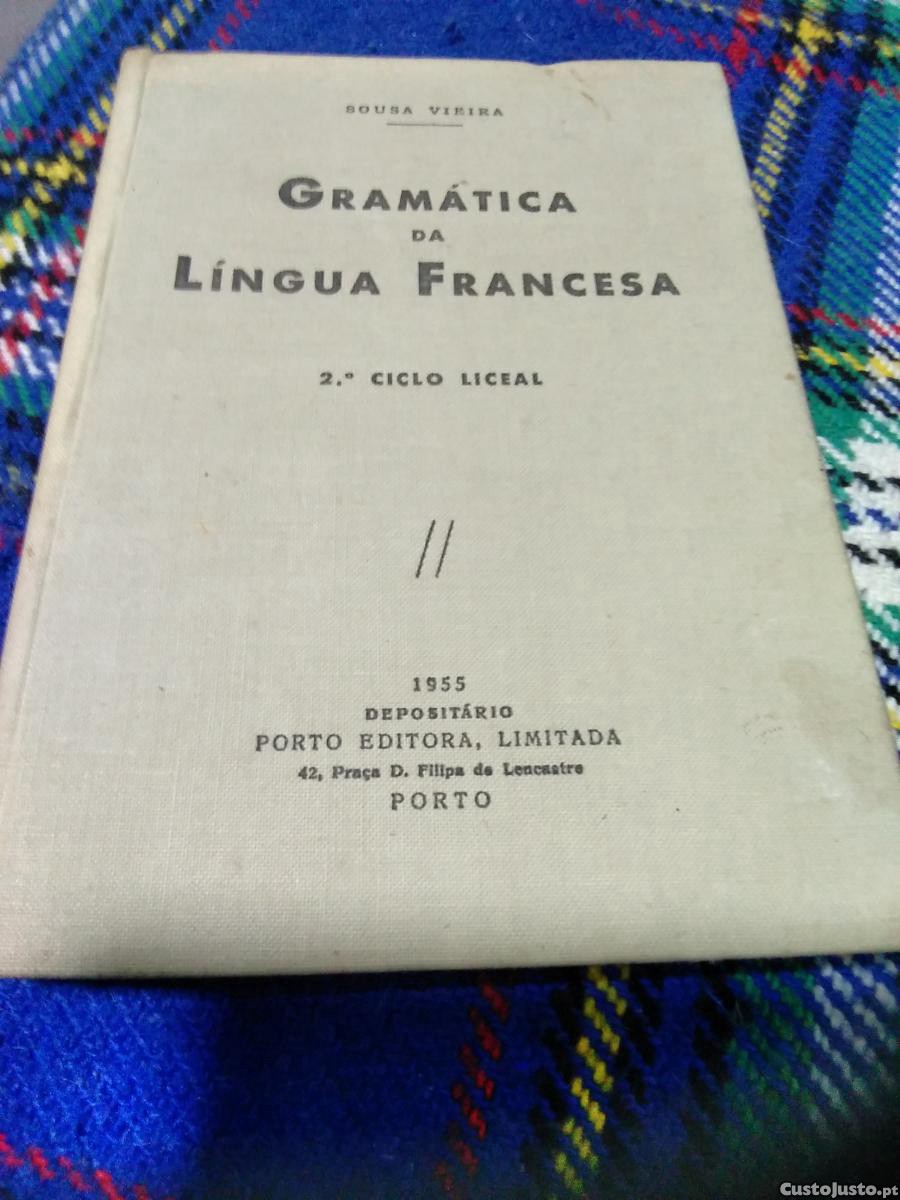 SOUSA VIEIRA
GRAMÁTICA
DA
LÍNGUA FRANCESA
2.º CICLO LICEAL
1955
DEPOSITÁRIO
PORTO EDITORA, LIMITADA
42, Praça D. Filipa de Lencastre
PORTO
CustoJusto.pt